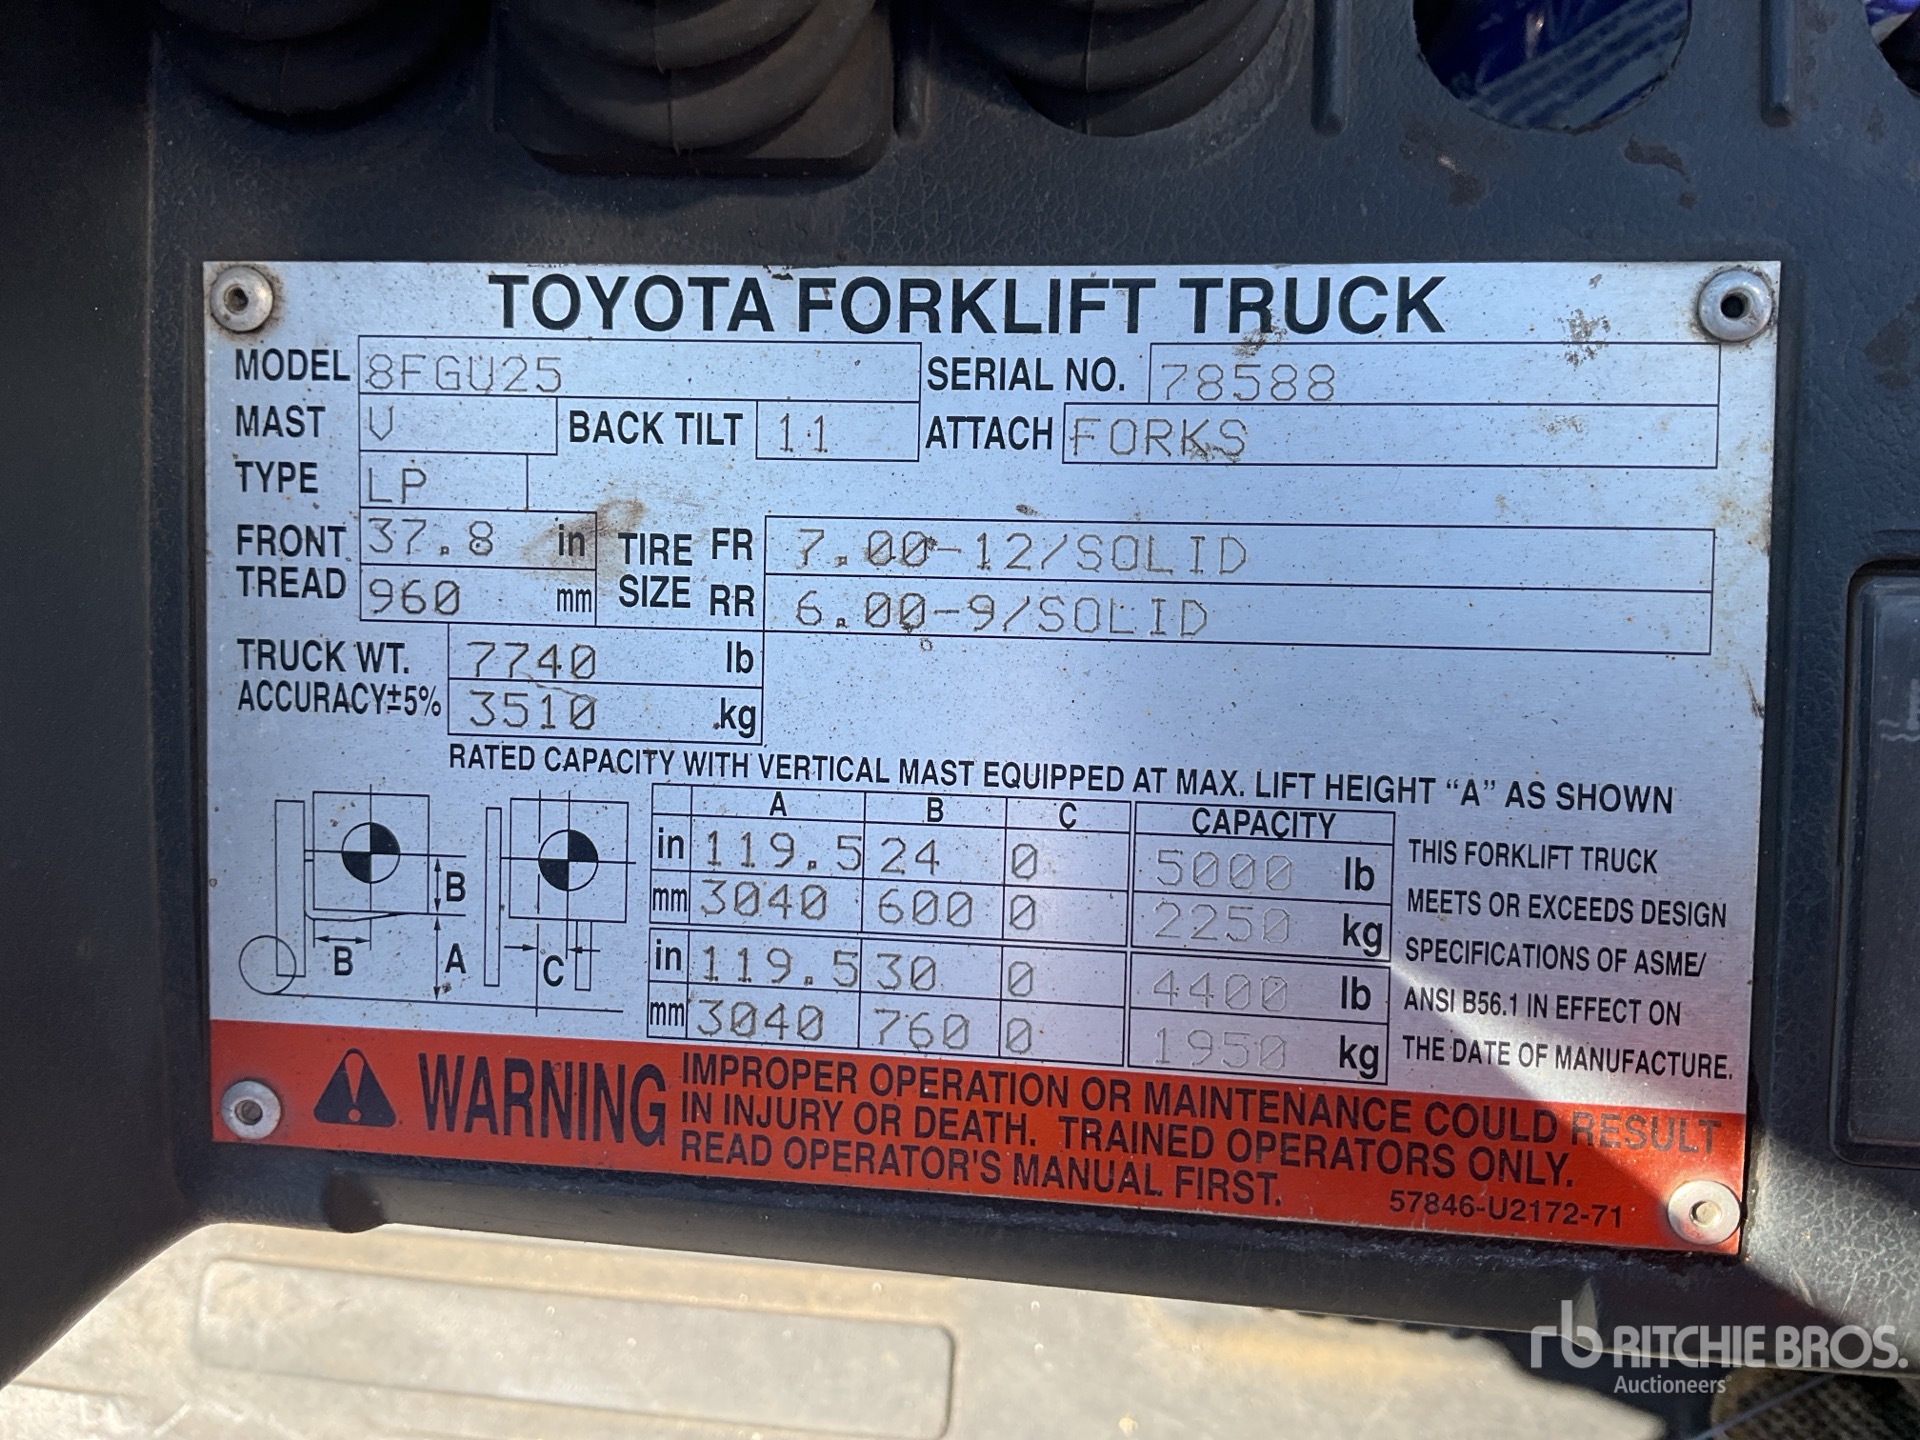 TOYOTA FORKLIFT TRUCK
MODEL 8FGU25 SERIAL NO. 78588
MAST V BACK TILT 11 ATTACH FORKS
TYPE LP
FRONT TREAD 37.8 in 960 mm
TIRE SIZE FR 7.00-12/SOLID
RR 6.00-9/SOLID
TRUCK WT. 7740 lb
ACCURACY±5% 3510 kg
RATED CAPACITY WITH VERTICAL MAST EQUIPPED AT MAX. LIFT HEIGHT “A” AS SHOWN
A B C CAPACITY
in 119.5 24 0 5000 lb
mm 3040 600 0 2250 kg
in 119.5 30 0 4400 lb
mm 3040 760 0 1950 kg
B
B A C
THIS FORKLIFT TRUCK
MEETS OR EXCEEDS DESIGN
SPECIFICATIONS OF ASME/
ANSI B56.1 IN EFFECT ON
THE DATE OF MANUFACTURE.
WARNING
IMPROPER OPERATION OR MAINTENANCE COULD RESULT
IN INJURY OR DEATH. TRAINED OPERATORS ONLY.
READ OPERATOR'S MANUAL FIRST.
57846-U2172-71
rb RITCHIE BROS.
Auctioneers